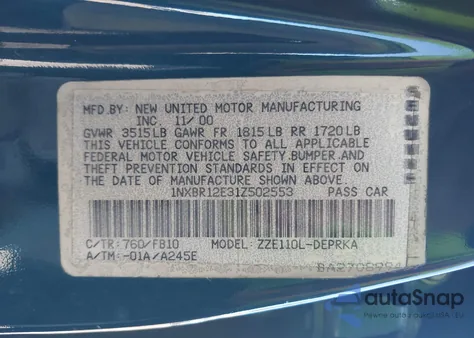 MFD.BY: NEW UNITED MOTOR MANUFACTURING
INC. 11/00
GVWR 3515LB GAWR FR 1815LB RR 1720LB
THIS VEHICLE CONFORMS TO ALL APPLICABLE
FEDERAL MOTOR VEHICLE SAFETY,BUMPER,AND
THEFT PREVENTION STANDARDS IN EFFECT ON
THE DATE OF MANUFACTURE SHOWN ABOVE.
1NXBR12E31Z502553 PASS CAR
C/TR:760/FB10 MODEL: ZZE110L-DEPRKA
A/TM:-01A/A245E
autoSnap